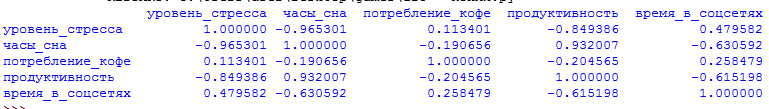 уровень_стресса часы_сна потребление_кофе продуктивность время_в_соцсетях
уровень_стресса 1.000000 -0.965301 0.113401 -0.849386 0.479582
часы_сна -0.965301 1.000000 -0.190656 0.932007 -0.630592
потребление_кофе 0.113401 -0.190656 1.000000 -0.204565 0.258479
продуктивность -0.849386 0.932007 -0.204565 1.000000 -0.615198
время_в_соцсетях 0.479582 -0.630592 0.258479 -0.615198 1.000000
>>>